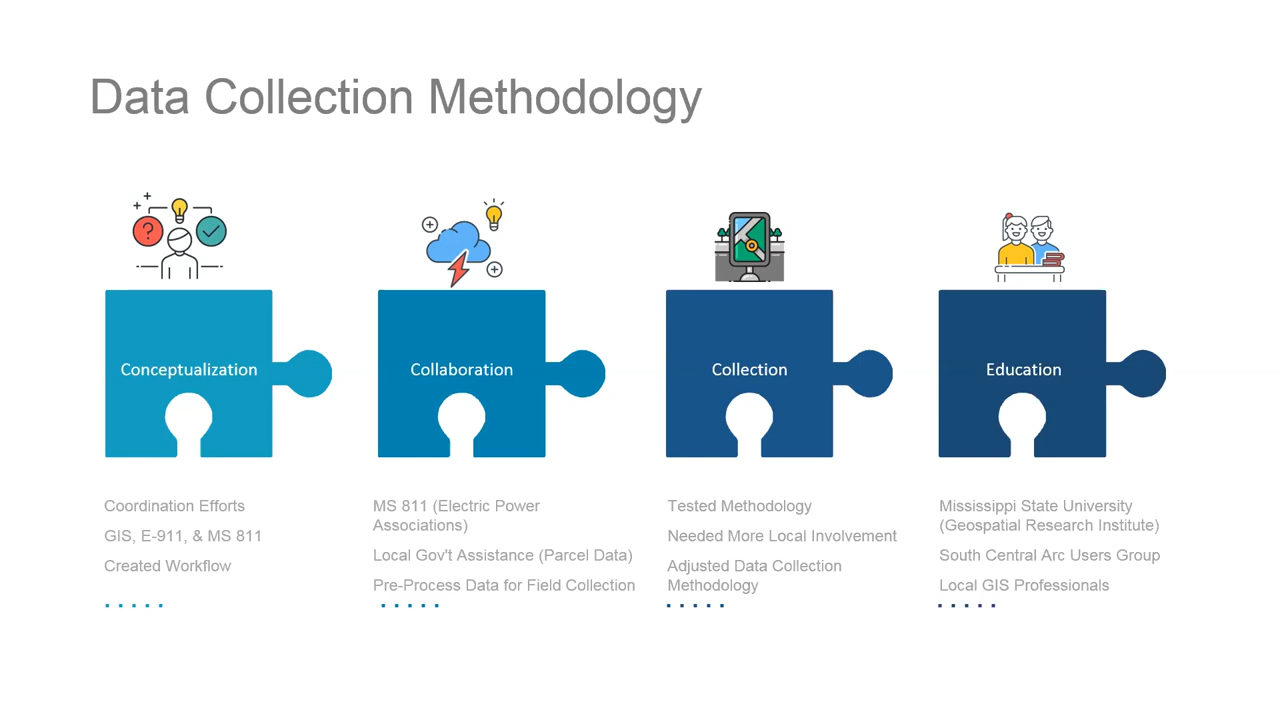 Data Collection Methodology
Conceptualization
Coordination Efforts
GIS, E-911, & MS 811
Created Workflow
Collaboration
MS 811 (Electric Power
Associations)
Local Gov't Assistance (Parcel Data)
Pre-Process Data for Field Collection
Collection
Tested Methodology
Needed More Local Involvement
Adjusted Data Collection
Methodology
Education
Mississippi State University
(Geospatial Research Institute)
South Central Arc Users Group
Local GIS Professionals